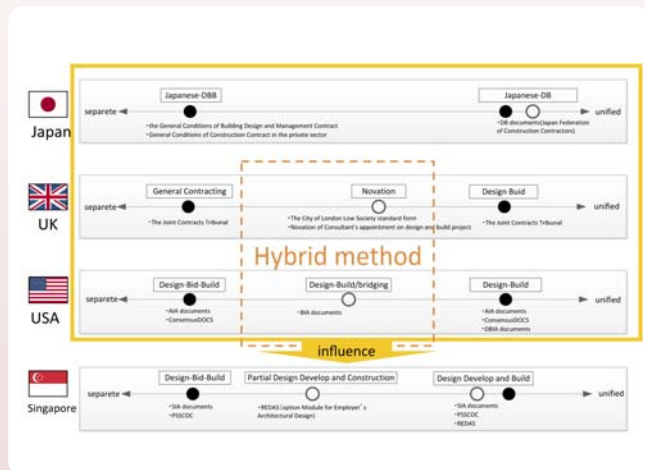 Japanese-DBB
Japanese-DB
separete
unified
Japan
・the General Conditions of Building Design and Management Contract
・General Conditions of Construction Contract in the private sector
・DB documents(Japan Federation
of Construction Contractors)
General Contracting
Novation
Design Buid
separete
unified
UK
・The Joint Contracts Tribunal
・The City of London Low Society standard form
・Novation of Consultant's appointment on design and build project
・The Joint Contracts Tribunal
Hybrid method
Design-Bid-Build
Design-Build/bridging
Design-Build
separete
unified
USA
・AIA documents
・ConsensusDOCS
・BIA documents
・AIA documents
・ConsensusDOCS
・DBIA documents
influence
Design-Bid-Build
Partial Design Develop and Construction
Design Develop and Build
separete
unified
Singapore
・SIA documents
・PSSCOC
・REDAS(option Module for Employer's
Architectural Design)
・SIA documents
・PSSCOC
・REDAS